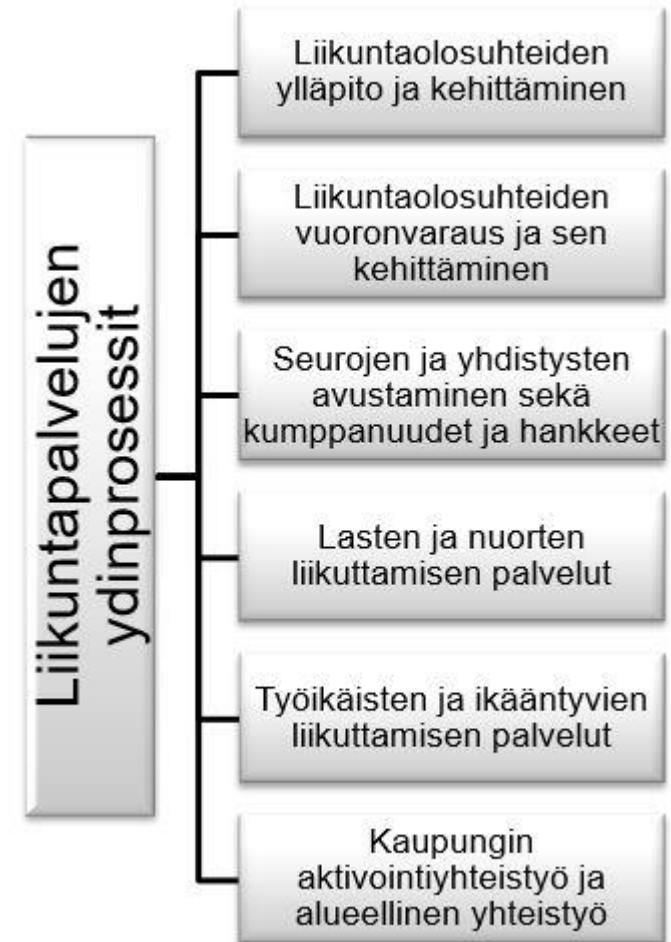 Liikuntapalvelujen
ydinprosessit
Liikuntaolosuhteiden
ylläpito ja kehittäminen
Liikuntaolosuhteiden
vuoronvaraus ja sen
kehittäminen
Seurojen ja yhdistysten
avustaminen sekä
kumppanuudet ja hankkeet
Lasten ja nuorten
liikuttamisen palvelut
Työikäisten ja ikääntyvien
liikuttamisen palvelut
Kaupungin
aktivointiyhteistyö ja
alueellinen yhteistyö